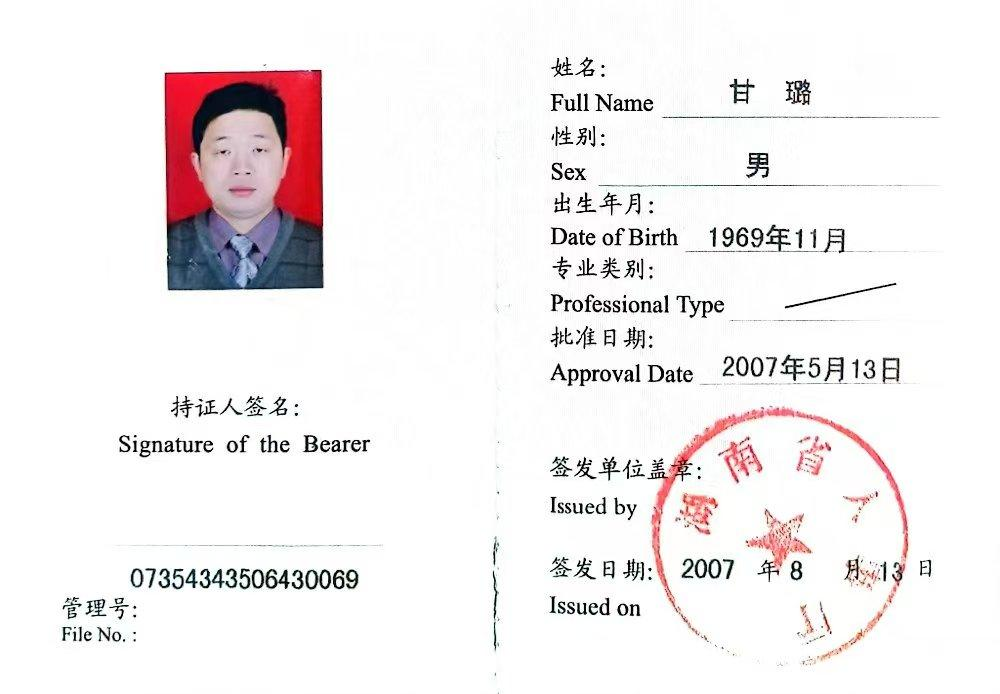 持证人签名:
Signature of the Bearer
07354343506430069
管理号:
File No. :
姓名:
Full Name 甘 璐
性别:
Sex 男
出生年月:
Date of Birth 1969年11月
专业类别:
Professional Type
批准日期:
Approval Date 2007年5月13日
签发单位盖章:
Issued by
湖南省人事厅
签发日期: 2007 年 8 月 13 日
Issued on